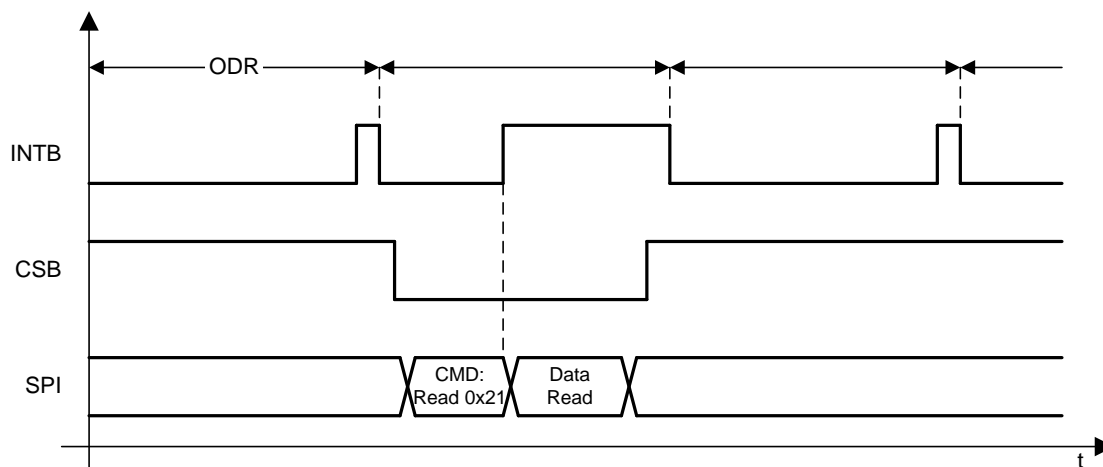 ODR
INTB
CSB
SPI
CMD:
Read 0x21
Data
Read
t